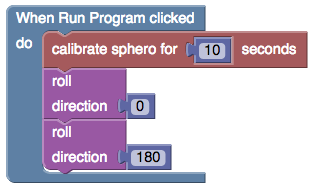 When Run Program clicked
do calibrate sphero for 10 seconds
roll
direction 0
roll
direction 180